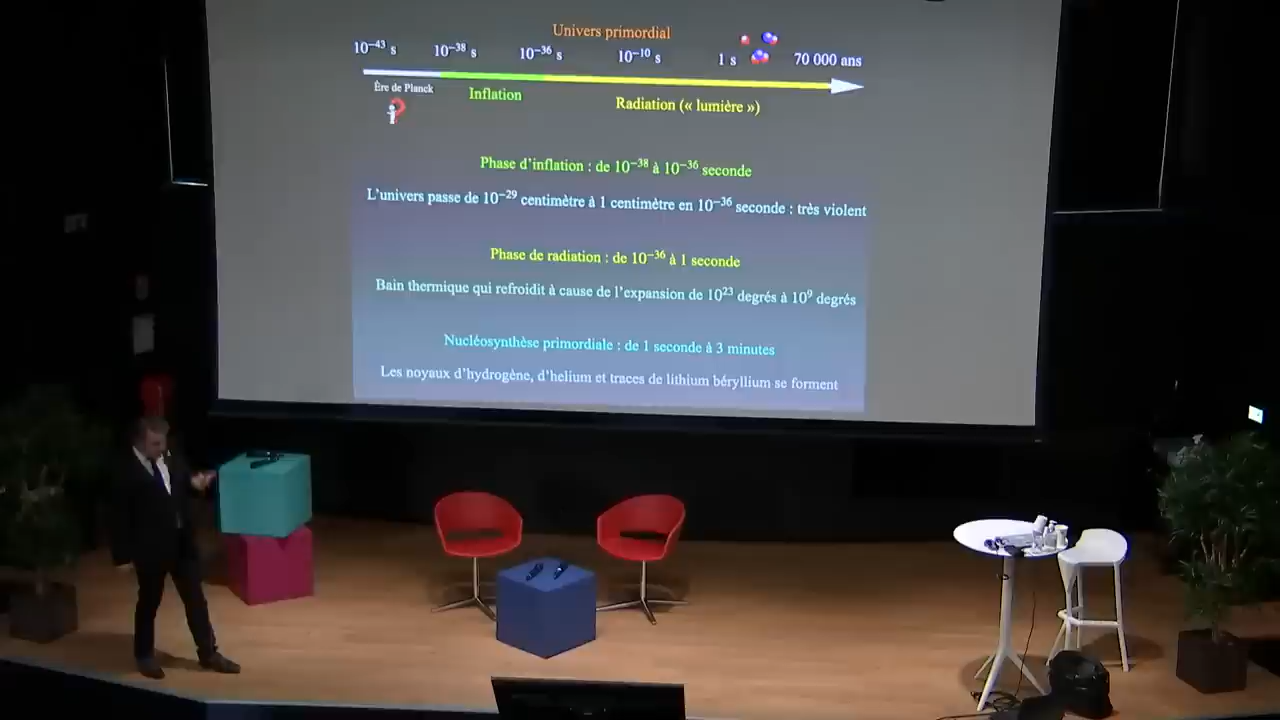 Univers primordial
10⁻⁴³ s 10⁻³⁸ s 10⁻³⁶ s 10⁻¹⁰ s 1 s 70 000 ans
Ère de Planck
Inflation
Radiation (« lumière »)
Phase d'inflation : de 10⁻³⁸ à 10⁻³⁶ seconde
L'univers passe de 10⁻²⁹ centimètre à 1 centimètre en 10⁻³⁶ seconde : très violent
Phase de radiation : de 10⁻³⁶ à 1 seconde
Bain thermique qui refroidit à cause de l'expansion de 10²³ degrés à 10⁹ degrés
Nucléosynthèse primordiale : de 1 seconde à 3 minutes
Les noyaux d'hydrogène, d'helium et traces de lithium béryllium se forment